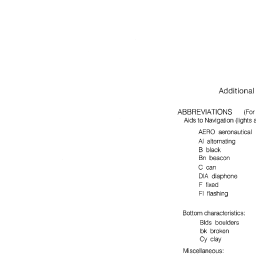 Additional
ABBREVIATIONS (For
Aids to Navigation (lights a
AERO aeronautical
Al alternating
B black
Bn beacon
C can
DIA diaphone
F fixed
Fl flashing
Bottom characteristics:
Blds boulders
bk broken
Cy clay
Miscellaneous: